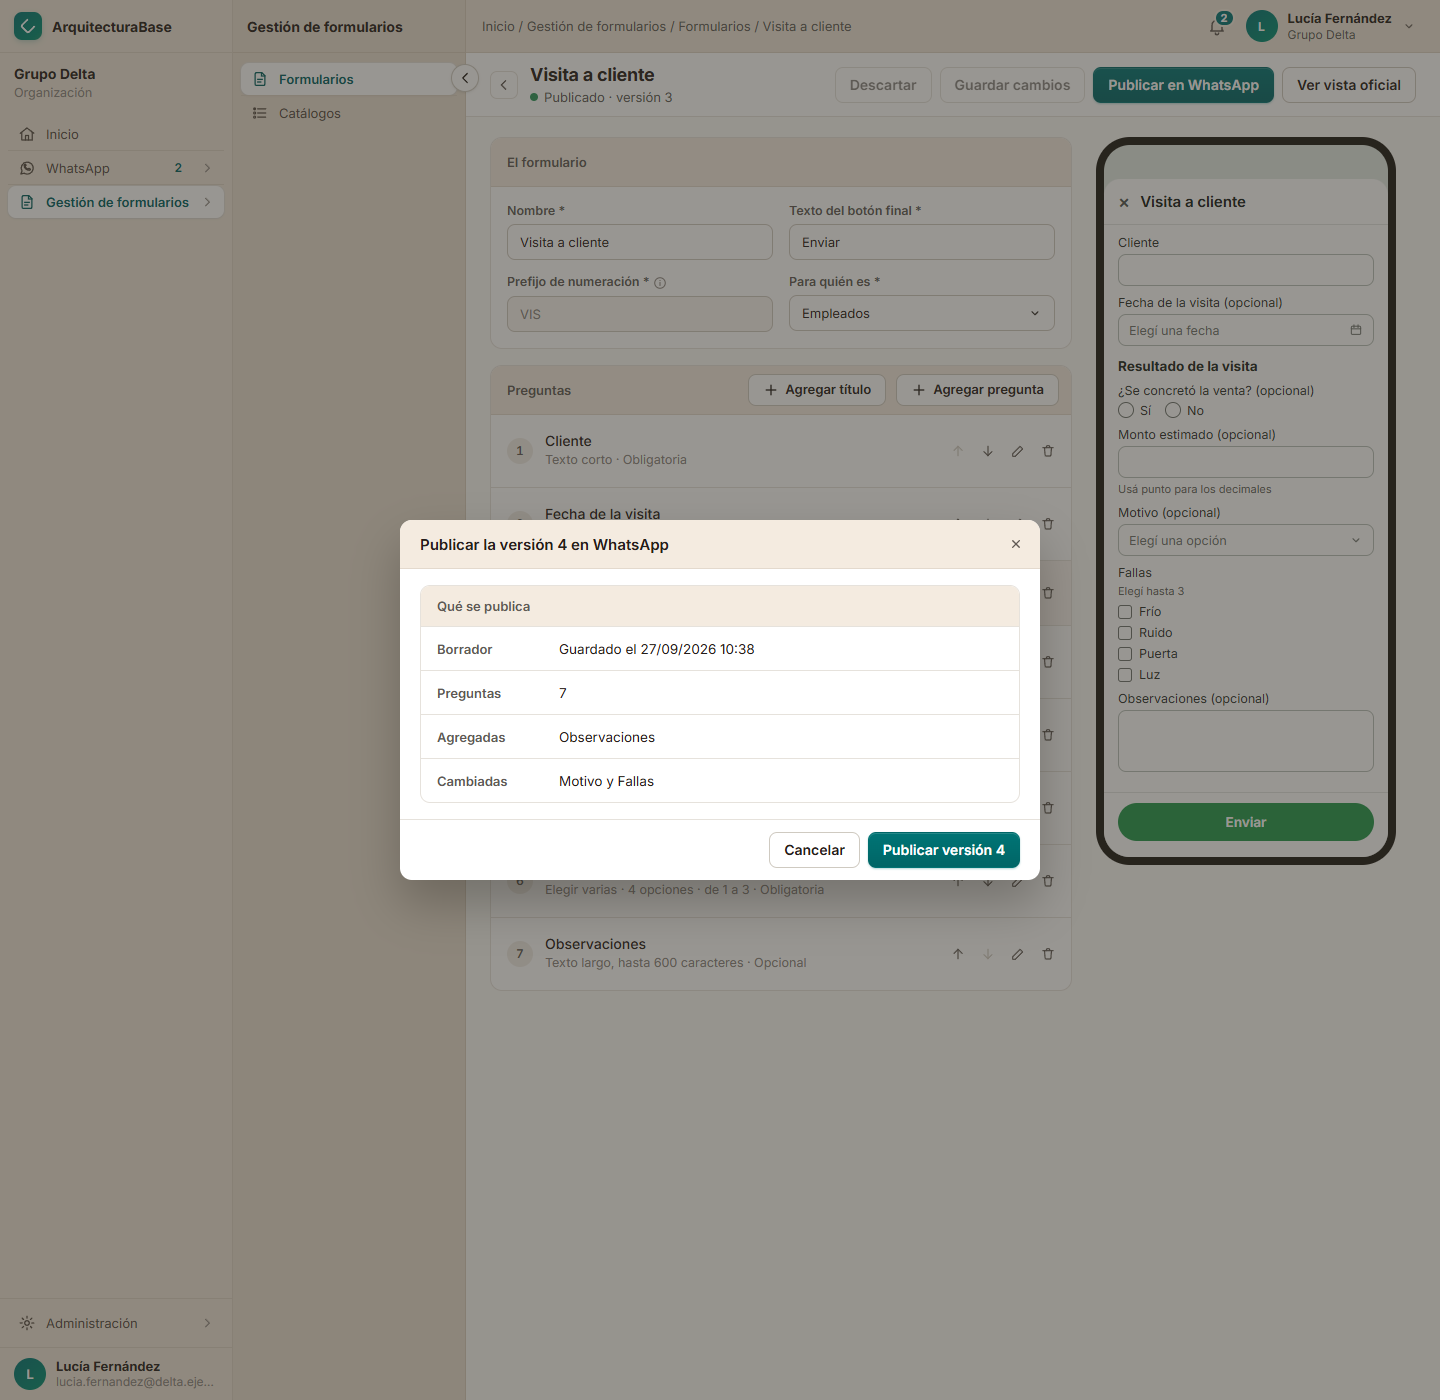 ArquitecturaBase
Grupo Delta
Organización
Inicio
WhatsApp 2
Gestión de formularios
Administración
L Lucía Fernández
lucia.fernandez@delta.eje...
Gestión de formularios
Formularios
Catálogos
Inicio / Gestión de formularios / Formularios / Visita a cliente
2
L Lucía Fernández
Grupo Delta
Visita a cliente
Publicado · versión 3
Descartar
Guardar cambios
Publicar en WhatsApp
Ver vista oficial
El formulario
Nombre *
Visita a cliente
Texto del botón final *
Enviar
Prefijo de numeración *
VIS
Para quién es *
Empleados
Preguntas
Agregar título
Agregar pregunta
1 Cliente
Texto corto · Obligatoria
Fecha de la visita
Publicar la versión 4 en WhatsApp
Qué se publica
Borrador Guardado el 27/09/2026 10:38
Preguntas 7
Agregadas Observaciones
Cambiadas Motivo y Fallas
Cancelar
Publicar versión 4
6 Elegir varias · 4 opciones · de 1 a 3 · Obligatoria
7 Observaciones
Texto largo, hasta 600 caracteres · Opcional
Visita a cliente
Cliente
Fecha de la visita (opcional)
Elegí una fecha
Resultado de la visita
¿Se concretó la venta? (opcional)
Sí No
Monto estimado (opcional)
Usá punto para los decimales
Motivo (opcional)
Elegí una opción
Fallas
Elegí hasta 3
Frío
Ruido
Puerta
Luz
Observaciones (opcional)
Enviar